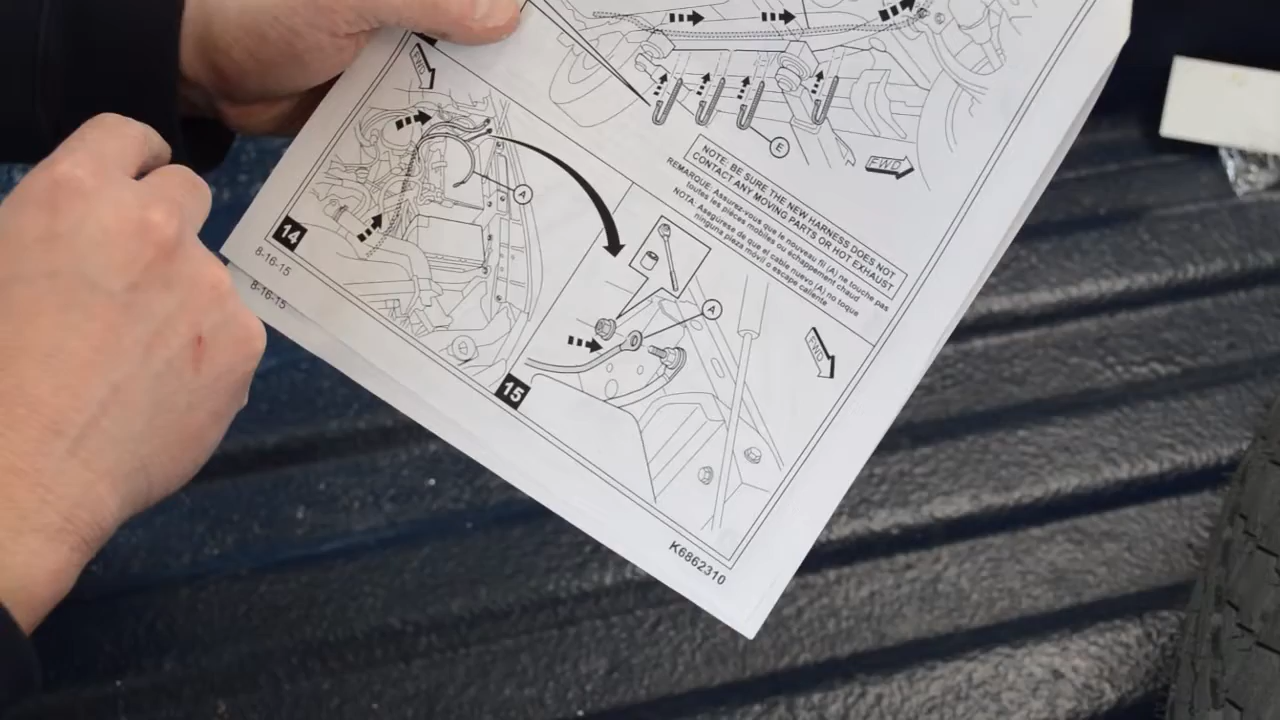 FWD
E
FWD
NOTE: BE SURE THE NEW HARNESS DOES NOT
CONTACT ANY MOVING PARTS OR HOT EXHAUST
REMARQUE: Assurez-vous que le nouveau fil (A) ne touche pas
toutes les pièces mobiles ou échappement chaud
NOTA: Asegúrese de que el cable nuevo (A) no toque
ninguna pieza móvil o escape caliente
A
14
8-16-15
8-16-15
A
FWD
15
K6862310